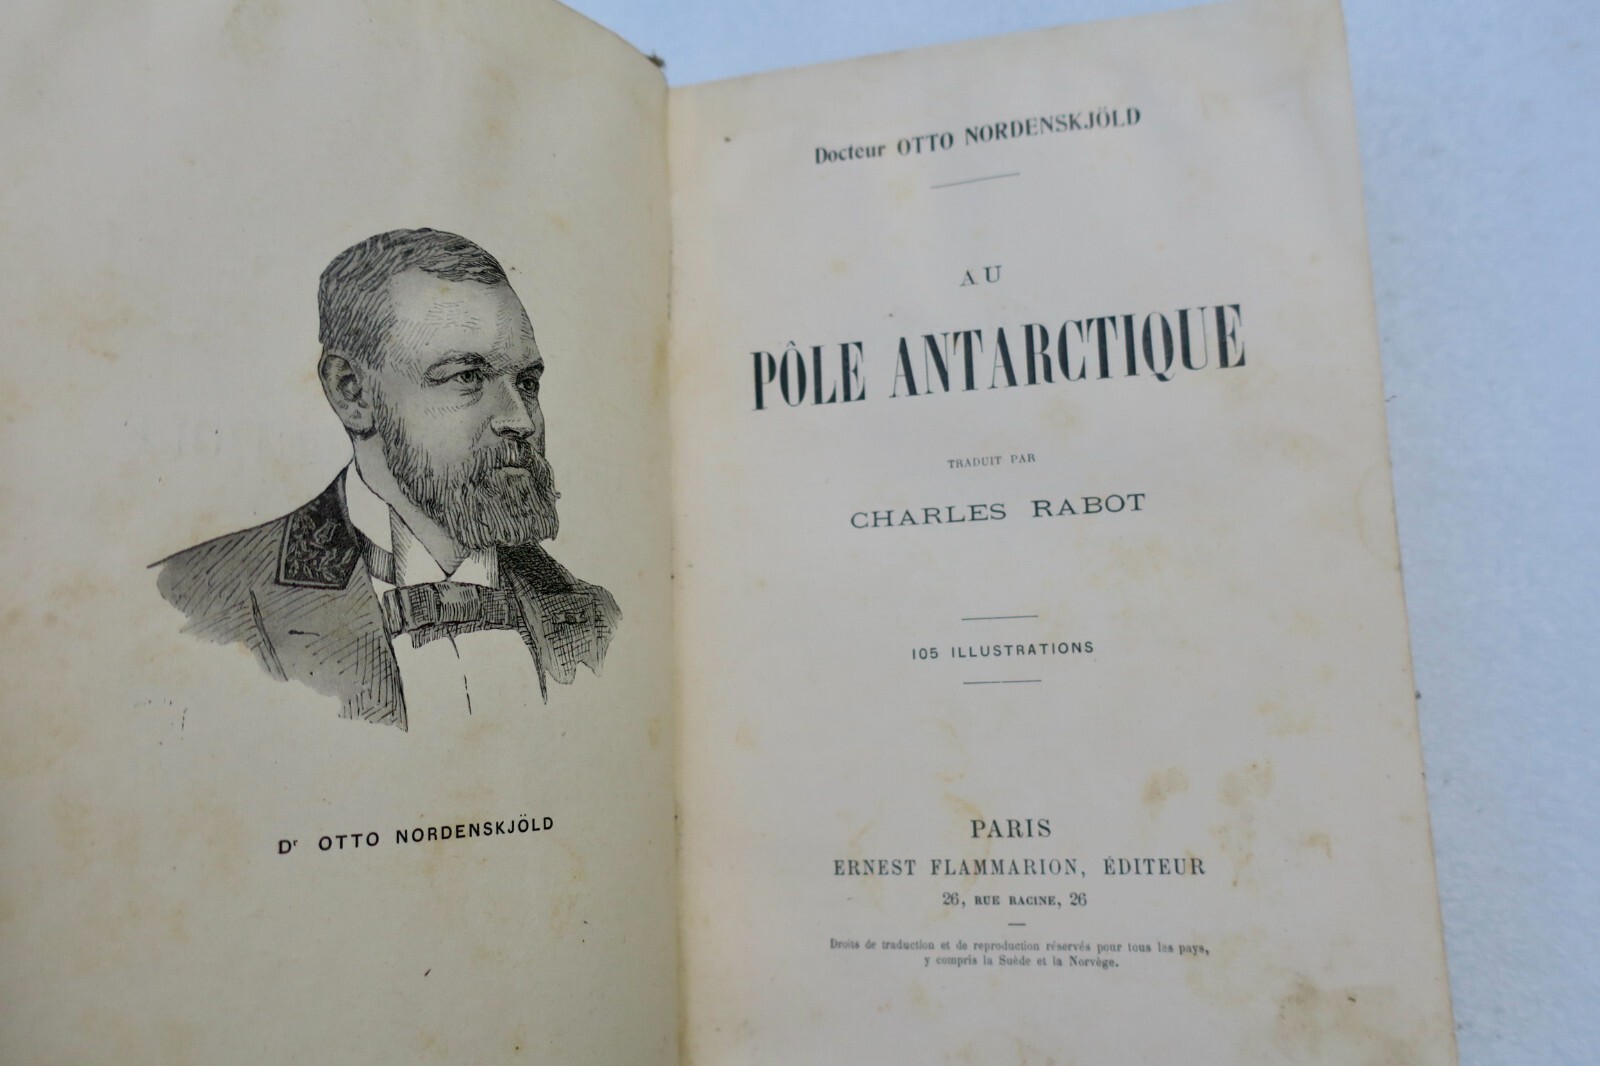 Dr OTTO NORDENSKJÖLD
Docteur OTTO NORDENSKJÖLD
AU
PÔLE ANTARCTIQUE
TRADUIT PAR
CHARLES RABOT
105 ILLUSTRATIONS
PARIS
ERNEST FLAMMARION, ÉDITEUR
26, RUE RACINE, 26
Droits de traduction et de reproduction réservés pour tous les pays,
y compris la Suède et la Norvège.